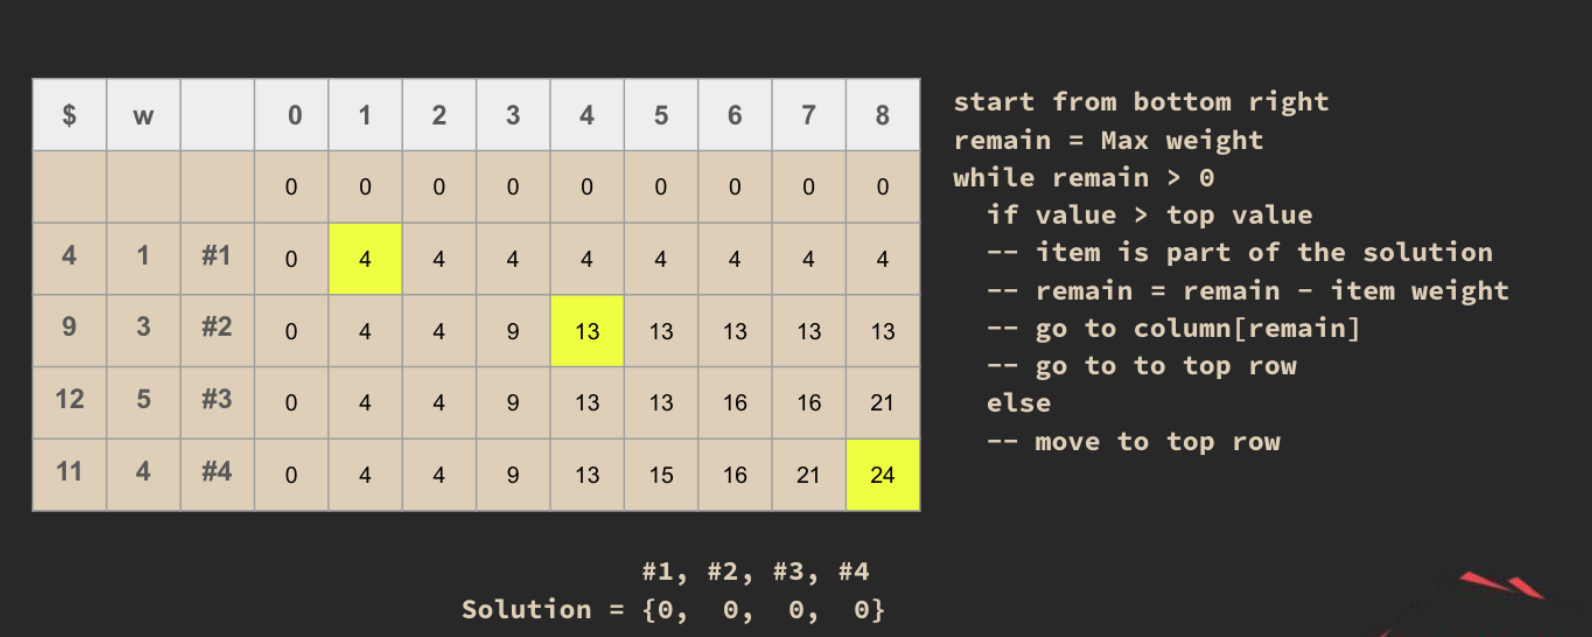 $ w 0 1 2 3 4 5 6 7 8
0 0 0 0 0 0 0 0 0
4 1 #1 0 4 4 4 4 4 4 4 4
9 3 #2 0 4 4 9 13 13 13 13 13
12 5 #3 0 4 4 9 13 13 16 16 21
11 4 #4 0 4 4 9 13 15 16 21 24
start from bottom right
remain = Max weight
while remain > 0
if value > top value
-- item is part of the solution
-- remain = remain - item weight
-- go to column[remain]
-- go to to top row
else
-- move to top row
#1, #2, #3, #4
Solution = {0, 0, 0, 0}